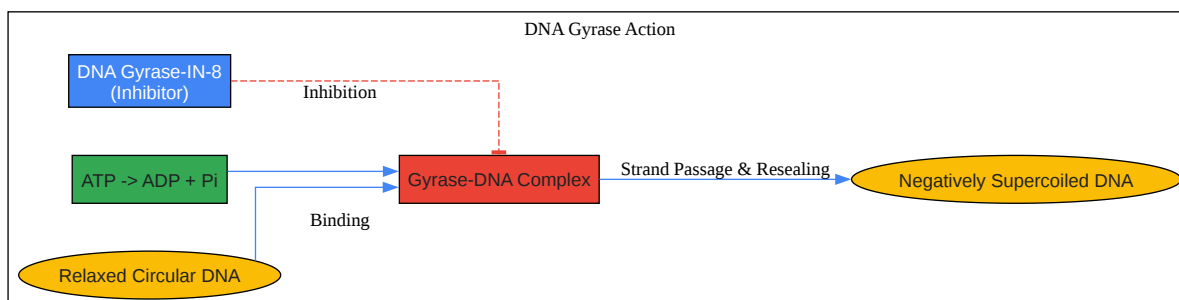 DNA Gyrase Action
DNA Gyrase-IN-8
(Inhibitor)
Inhibition
ATP -> ADP + Pi
Gyrase-DNA Complex
Strand Passage & Resealing
Negatively Supercoiled DNA
Binding
Relaxed Circular DNA